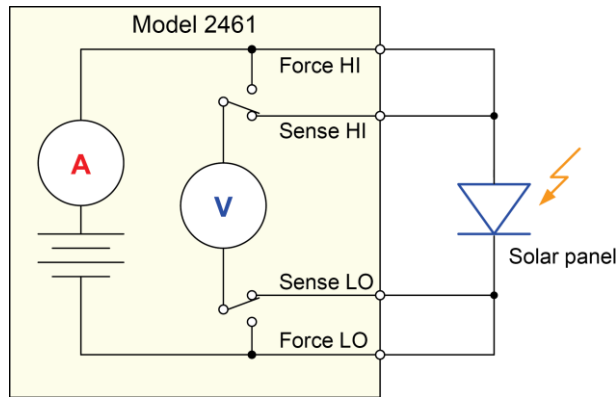 Model 2461
Force HI
Sense HI
A
V
Solar panel
Sense LO
Force LO